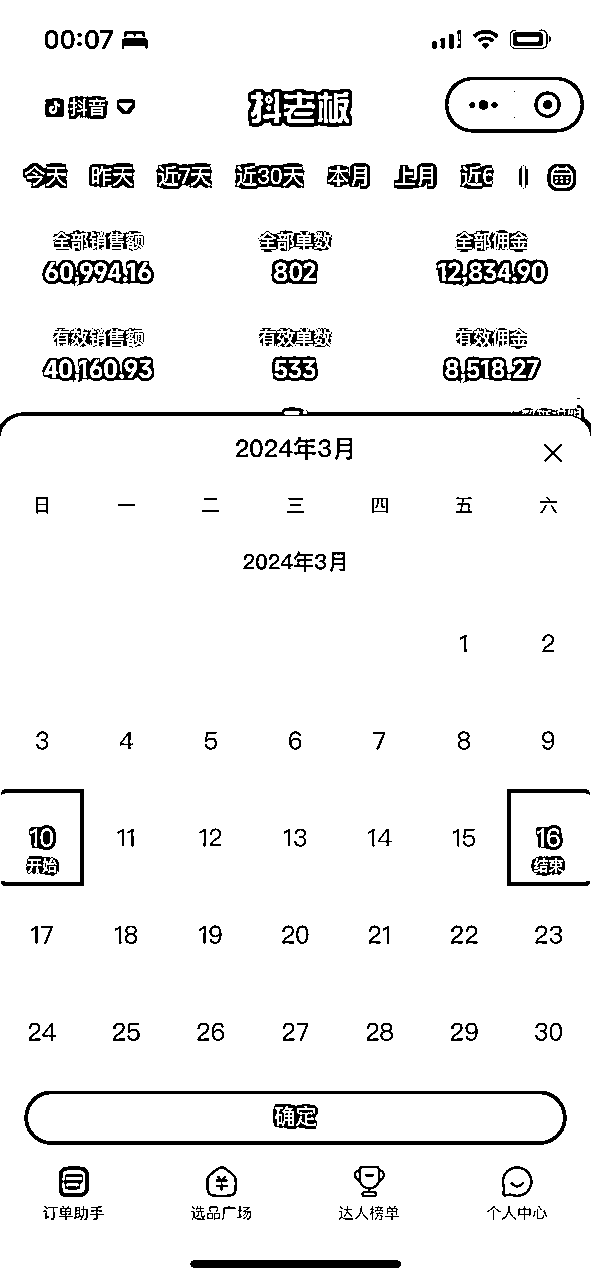 00:07
抖音 抖老板
今天 昨天 近7天 近30天 本月 上月 近6
全部销售额 全部单数 全部佣金
60,994.16 802 12,834.90
有效销售额 有效单数 有效佣金
40,160.93 533 8,518.27
2024年3月
日 一 二 三 四 五 六
2024年3月
1 2
3 4 5 6 7 8 9
10 11 12 13 14 15 16
开始 结束
17 18 19 20 21 22 23
24 25 26 27 28 29 30
确定
订单助手 选品广场 达人榜单 个人中心